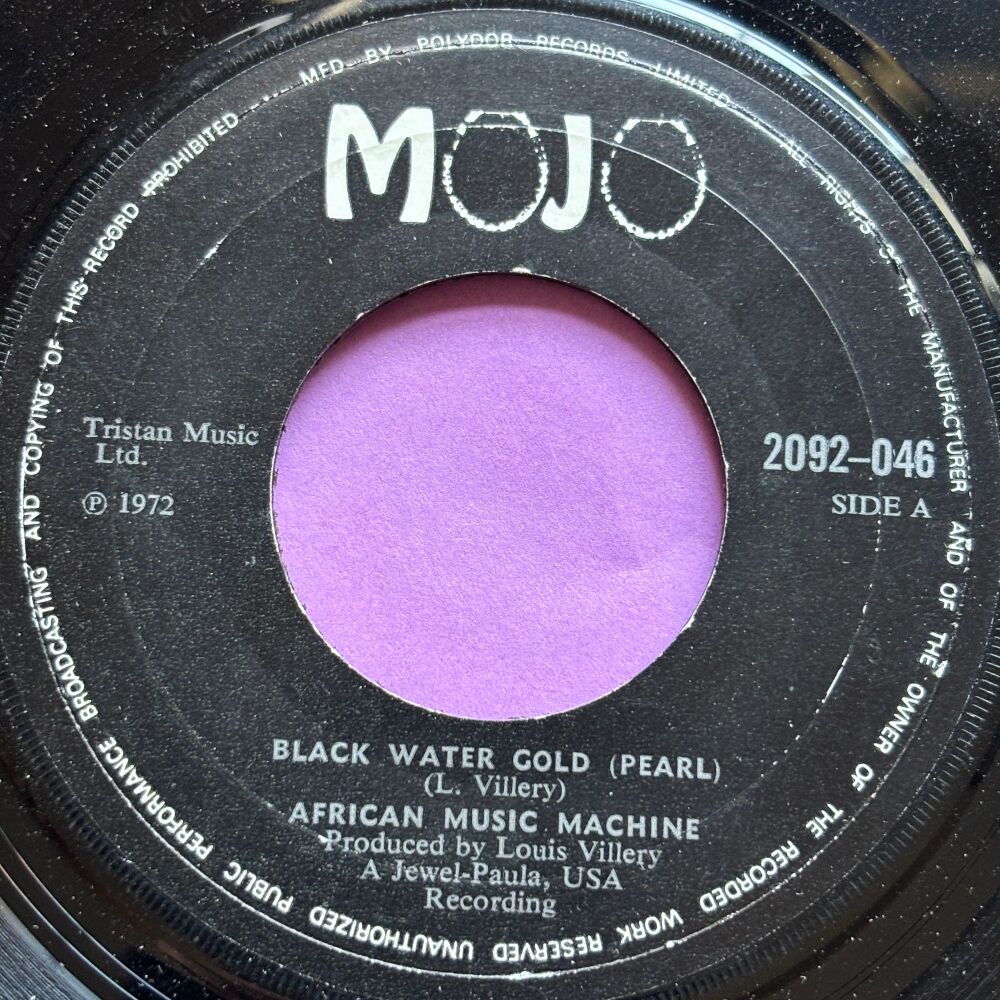 MFD. BY POLYDOR RECORDS LIMITED. ALL RIGHTS OF THE MANUFACTURER AND OF THE OWNER OF THE RECORDED WORK RESERVED UNAUTHORIZED PUBLIC PERFORMANCE BROADCASTING AND COPYING OF THIS RECORD PROHIBITED
MOJO
Tristan Music
Ltd.
℗ 1972
2092–046
SIDE A
BLACK WATER GOLD (PEARL)
(L. Villery)
AFRICAN MUSIC MACHINE
Produced by Louis Villery
A Jewel-Paula, USA
Recording